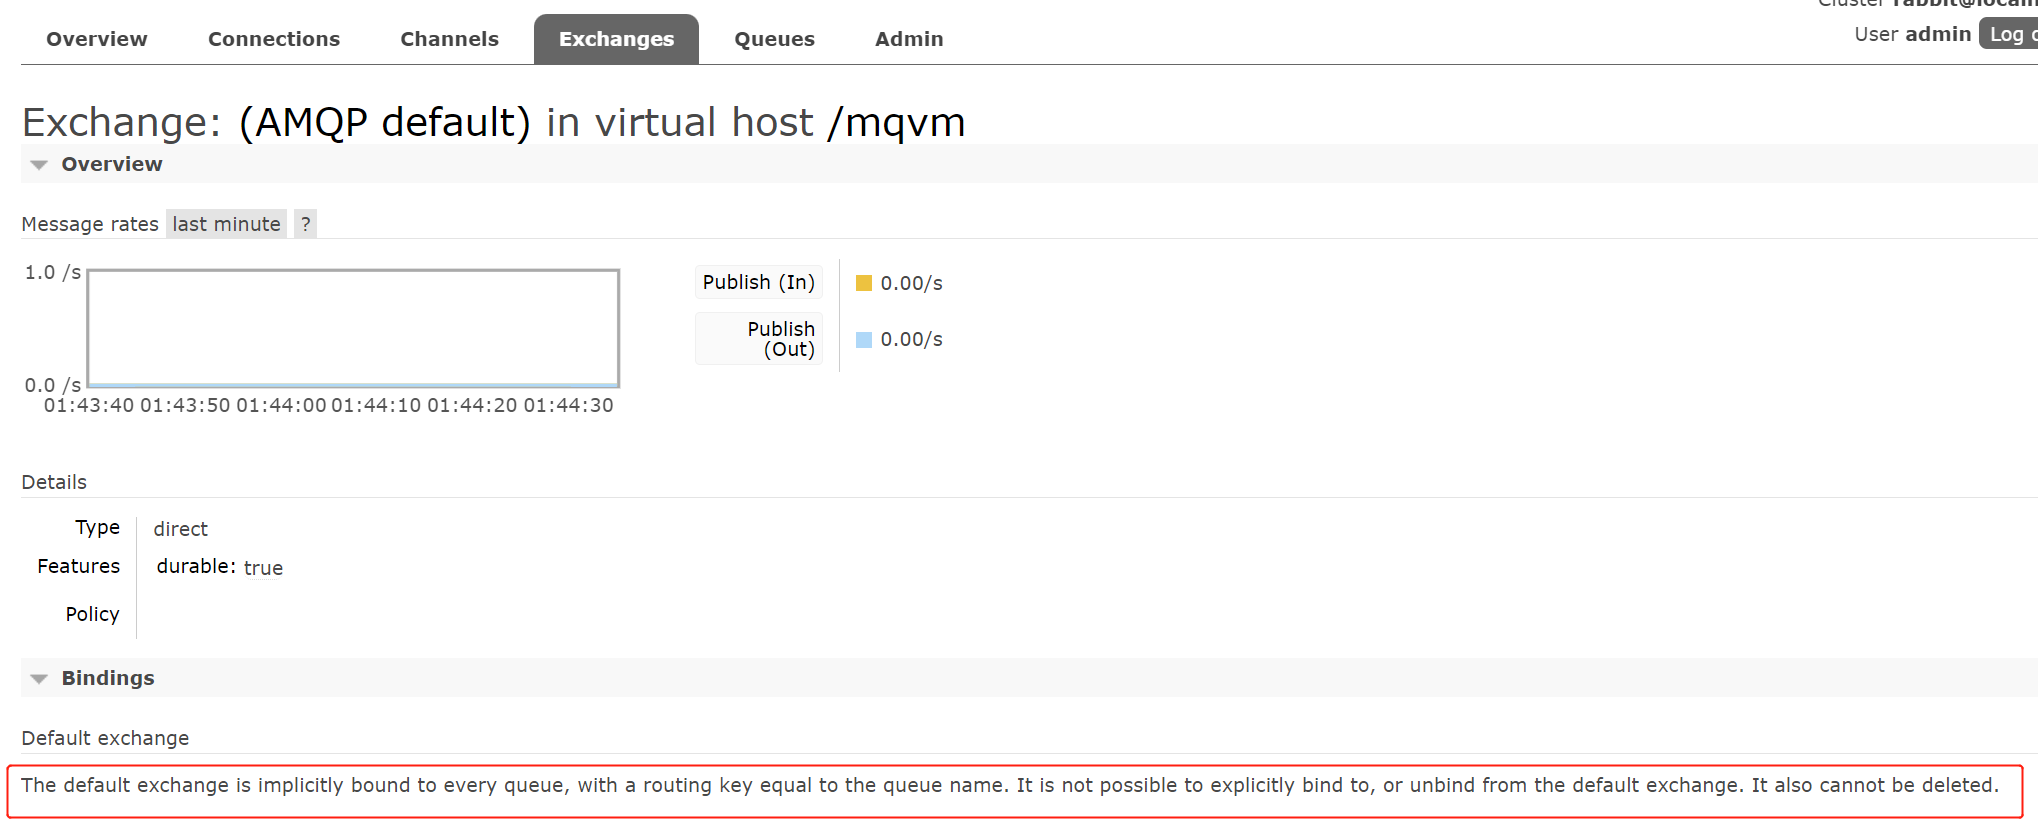 Cluster
User admin Log
Overview Connections Channels Exchanges Queues Admin
Exchange: (AMQP default) in virtual host /mqvm
Overview
Message rates last minute ?
1.0 /s
0.0 /s
01:43:40 01:43:50 01:44:00 01:44:10 01:44:20 01:44:30
Publish (In) 0.00/s
Publish
(Out) 0.00/s
Details
Type direct
Features durable: true
Policy
Bindings
Default exchange
The default exchange is implicitly bound to every queue, with a routing key equal to the queue name. It is not possible to explicitly bind to, or unbind from the default exchange. It also cannot be deleted.